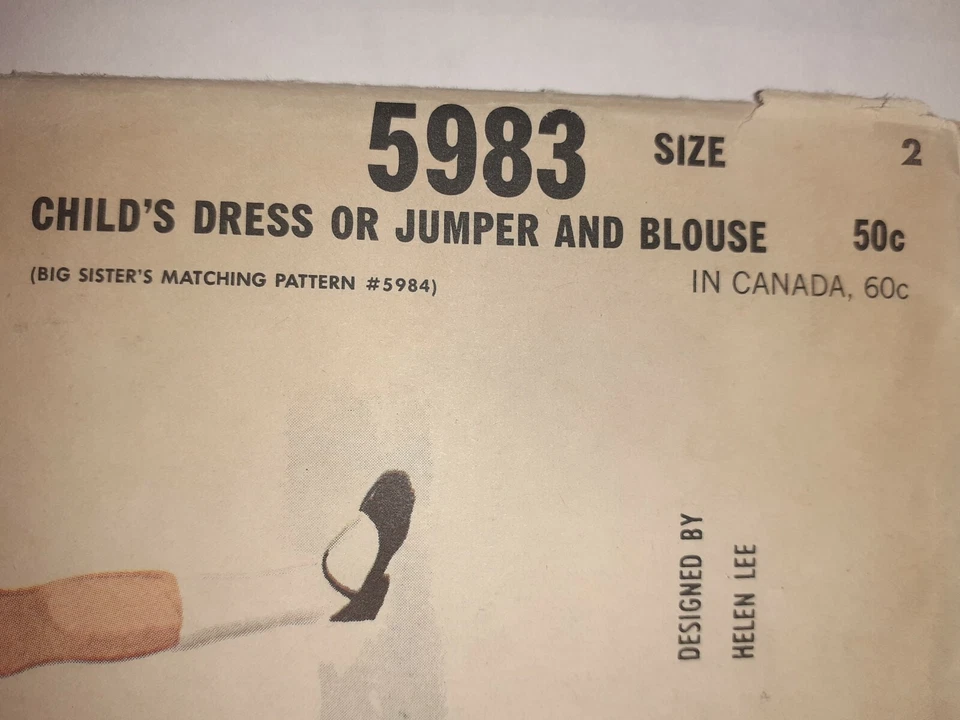 5983 SIZE 2
CHILD'S DRESS OR JUMPER AND BLOUSE 50c
(BIG SISTER'S MATCHING PATTERN #5984) IN CANADA, 60c
DESIGNED BY
HELEN LEE